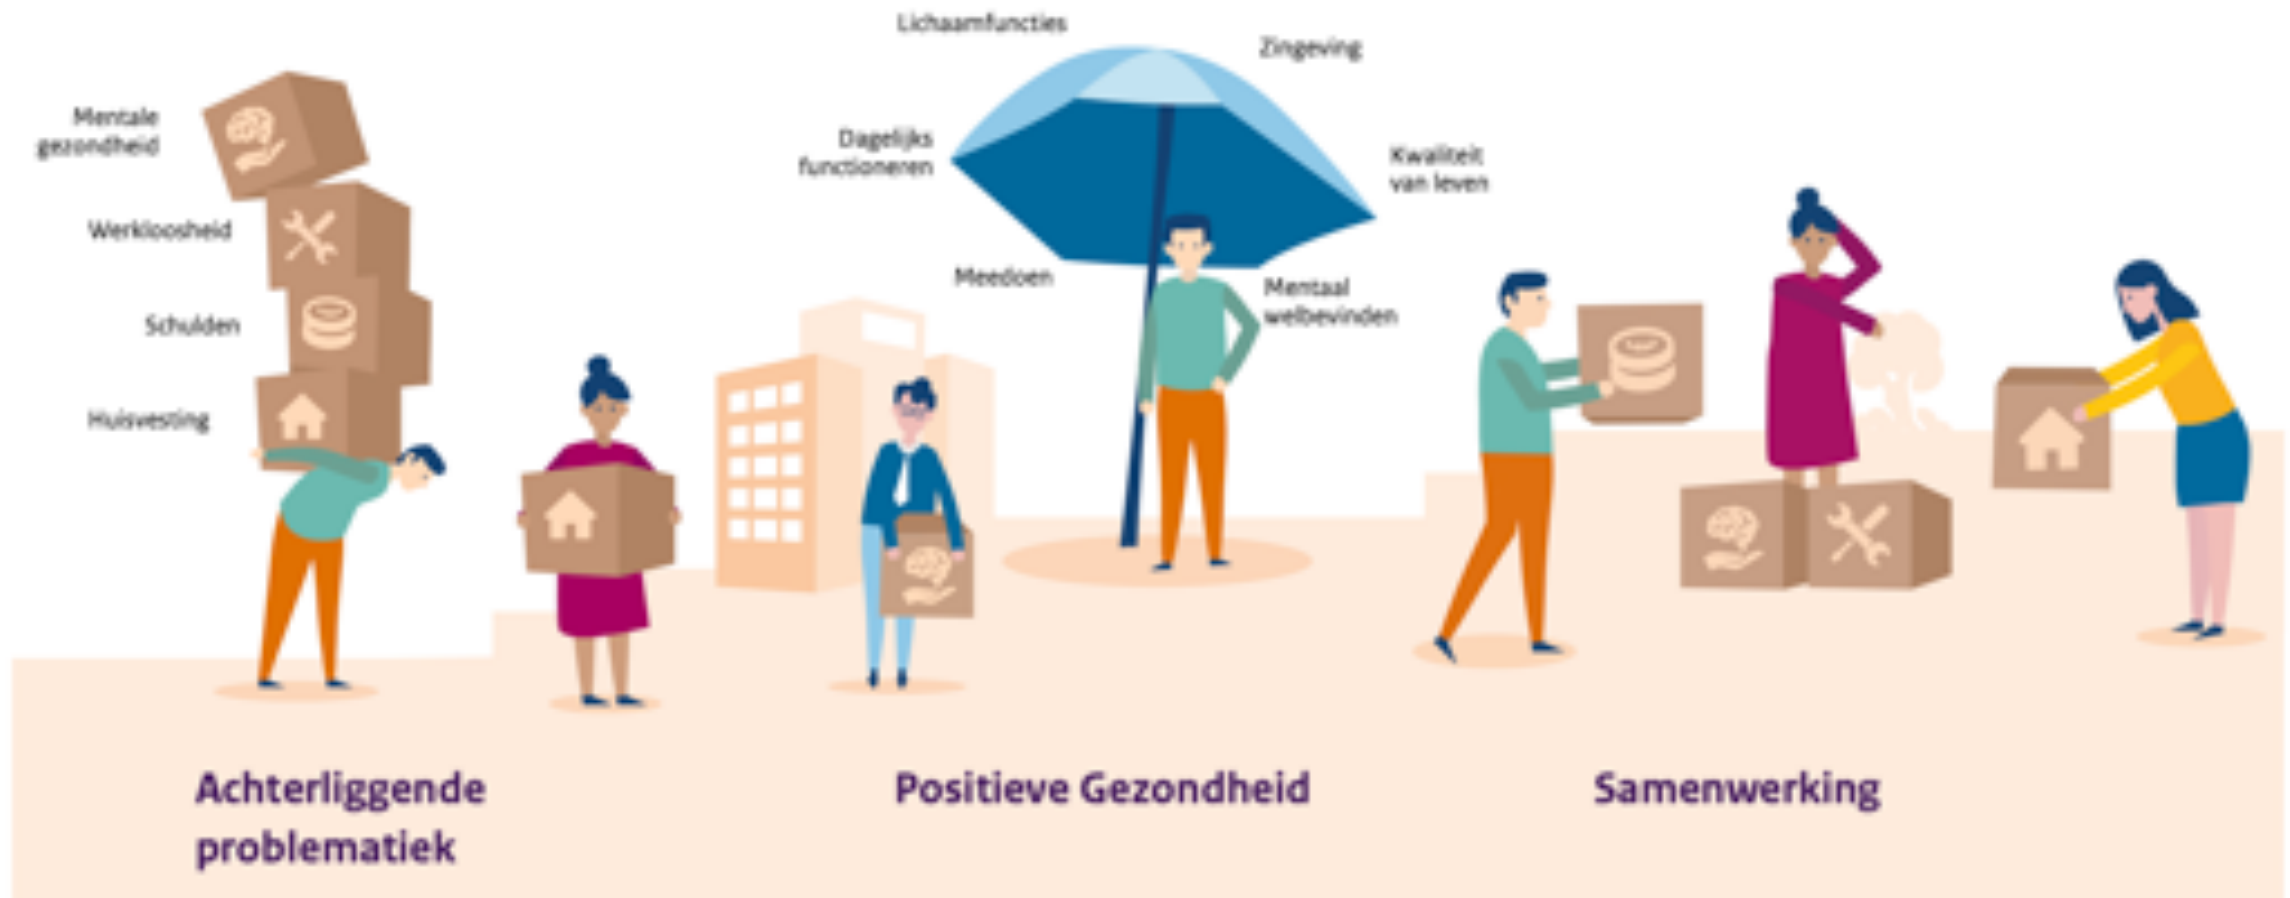 Mentale
gezondheid
Werkloosheid
Schulden
Huisvesting
Achterliggende
problematiek
Lichaamfuncties
Zingeving
Dagelijks
functioneren
Kwaliteit
van leven
Meedoen
Mentaal
welbevinden
Positieve Gezondheid
Samenwerking